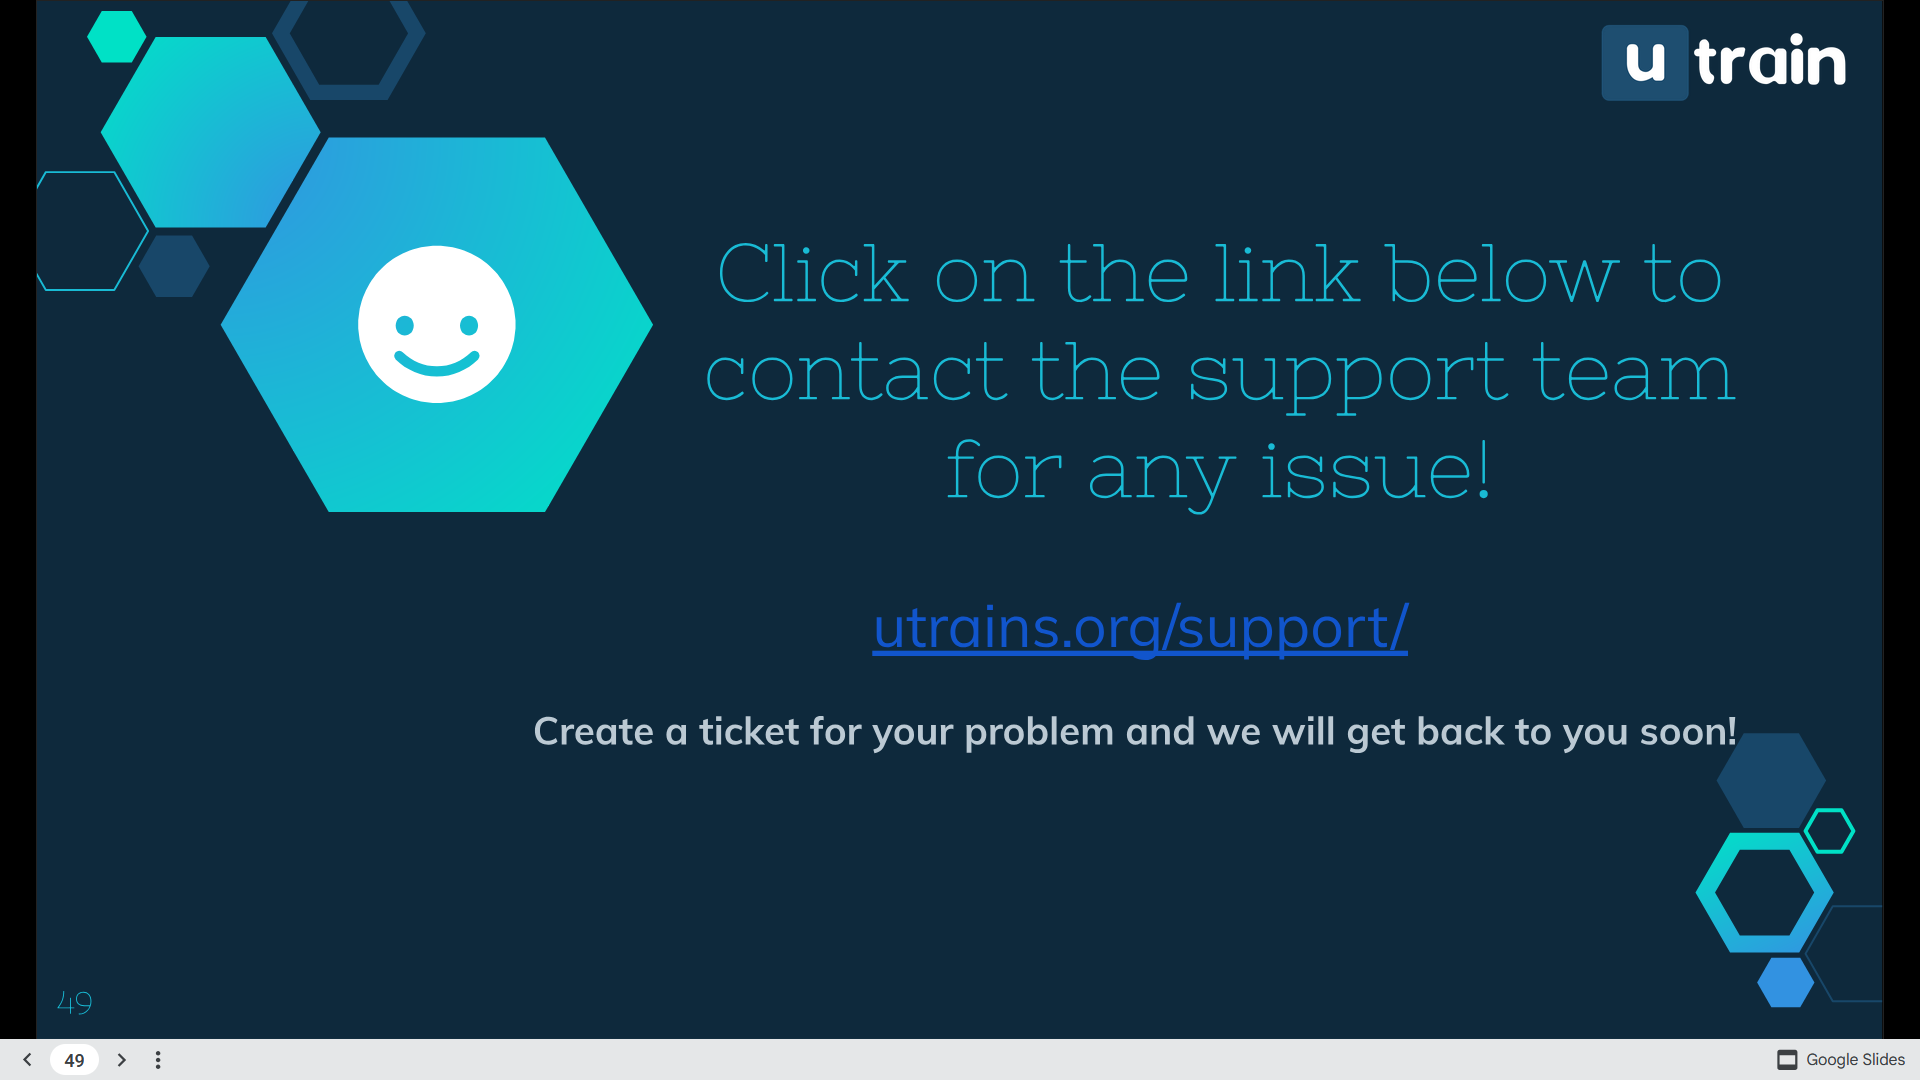 u train
Click on the link below to
contact the support team
for any issue!
utrains.org/support/
Create a ticket for your problem and we will get back to you soon!
49
49
Google Slides